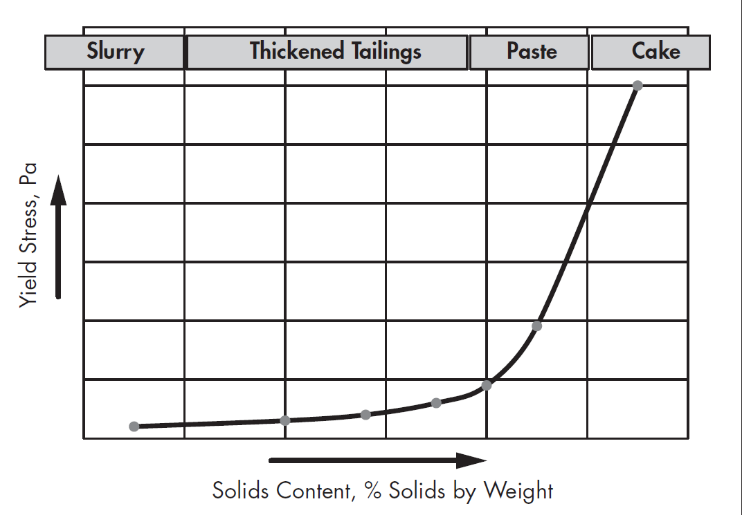 Slurry Thickened Tailings Paste Cake
Yield Stress, Pa
Solids Content, % Solids by Weight